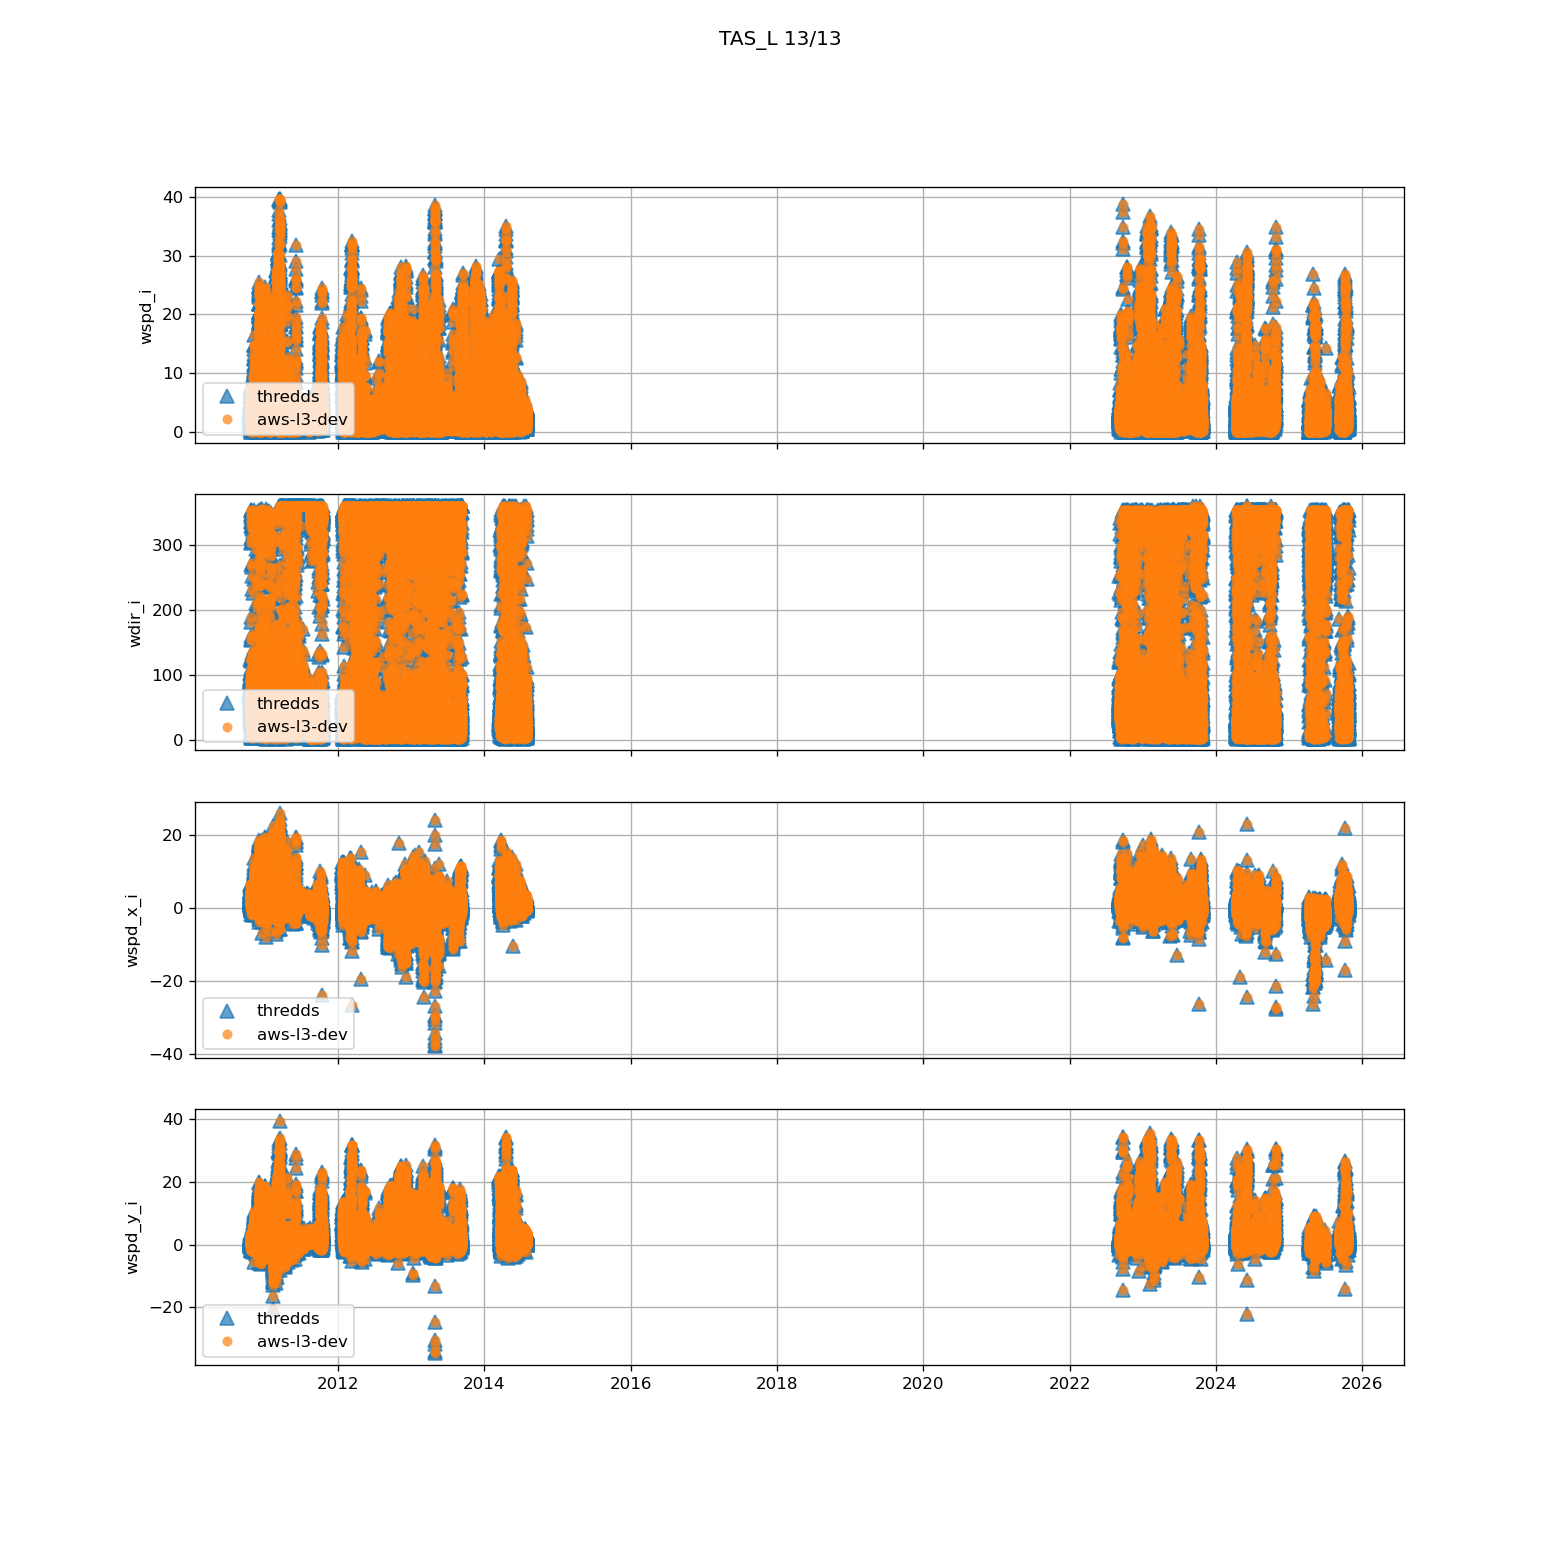 TAS_L 13/13
40
30
20
10
0
wspd_i
thredds
aws-l3-dev
300
200
100
0
wdir_i
thredds
aws-l3-dev
20
0
−20
−40
wspd_x_i
thredds
aws-l3-dev
40
20
0
−20
wspd_y_i
thredds
aws-l3-dev
2012 2014 2016 2018 2020 2022 2024 2026